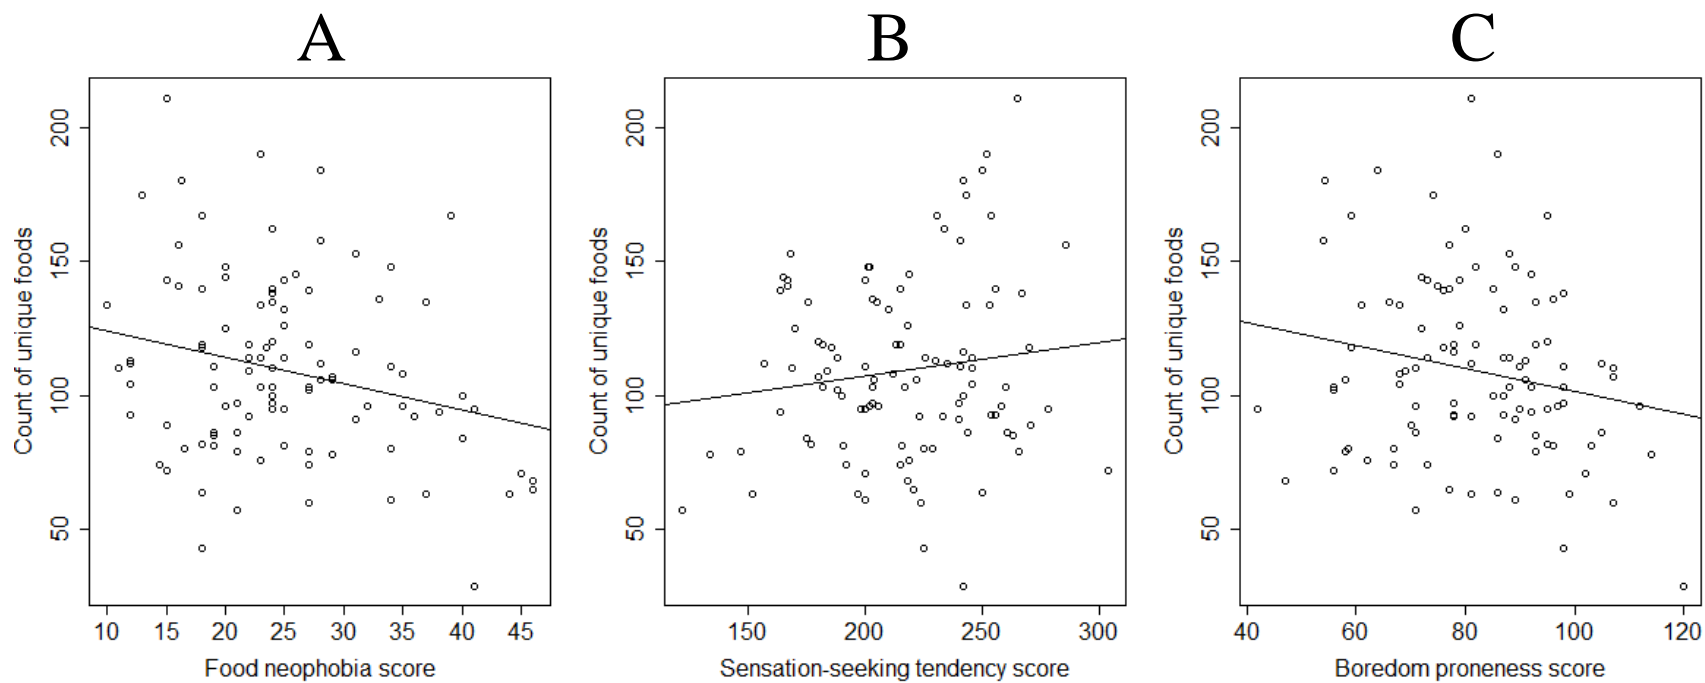 A
B
C
Count of unique foods
200
150
100
50
10 15 20 25 30 35 40 45
Food neophobia score
Count of unique foods
200
150
100
50
150 200 250 300
Sensation-seeking tendency score
Count of unique foods
200
150
100
50
40 60 80 100 120
Boredom proneness score